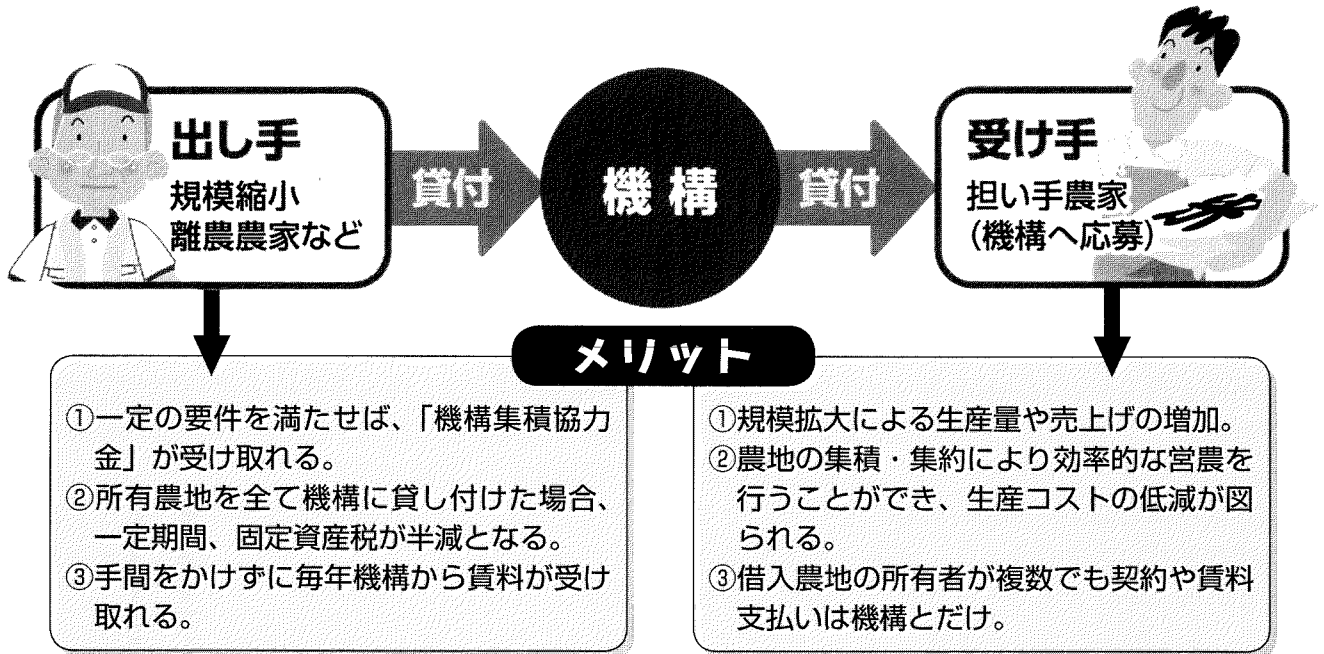 出し手
規模縮小
離農農家など
貸付
機構
貸付
受け手
担い手農家
（機構へ応募）
メリット
①一定の要件を満たせば、「機構集積協力
金」が受け取れる。
②所有農地を全て機構に貸し付けた場合、
一定期間、固定資産税が半減となる。
③手間をかけずに毎年機構から賃料が受け
取れる。
①規模拡大による生産量や売上げの増加。
②農地の集積・集約により効率的な営農を
行うことができ、生産コストの低減が図
られる。
③借入農地の所有者が複数でも契約や賃料
支払いは機構とだけ。